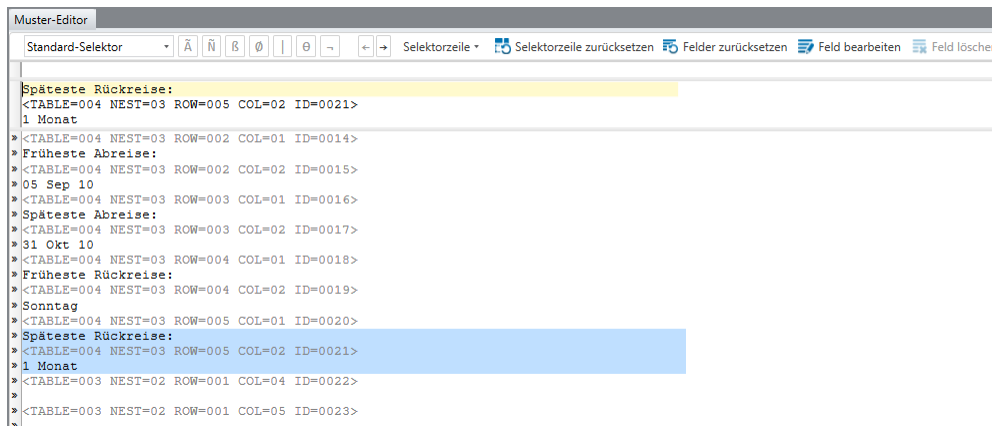 Muster-Editor
Standard-Selektor Ã Ñ ß Ø | Θ ¬ ← → Selektorzeile Selektorzeile zurücksetzen Felder zurücksetzen Feld bearbeiten Feld lösche
Späteste Rückreise:
<TABLE=004 NEST=03 ROW=005 COL=02 ID=0021>
1 Monat
» <TABLE=004 NEST=03 ROW=002 COL=01 ID=0014>
» Früheste Abreise:
» <TABLE=004 NEST=03 ROW=002 COL=02 ID=0015>
» 05 Sep 10
» <TABLE=004 NEST=03 ROW=003 COL=01 ID=0016>
» Späteste Abreise:
» <TABLE=004 NEST=03 ROW=003 COL=02 ID=0017>
» 31 Okt 10
» <TABLE=004 NEST=03 ROW=004 COL=01 ID=0018>
» Früheste Rückreise:
» <TABLE=004 NEST=03 ROW=004 COL=02 ID=0019>
» Sonntag
» <TABLE=004 NEST=03 ROW=005 COL=01 ID=0020>
» Späteste Rückreise:
» <TABLE=004 NEST=03 ROW=005 COL=02 ID=0021>
» 1 Monat
» <TABLE=003 NEST=02 ROW=001 COL=04 ID=0022>
»
» <TABLE=003 NEST=02 ROW=001 COL=05 ID=0023>
»